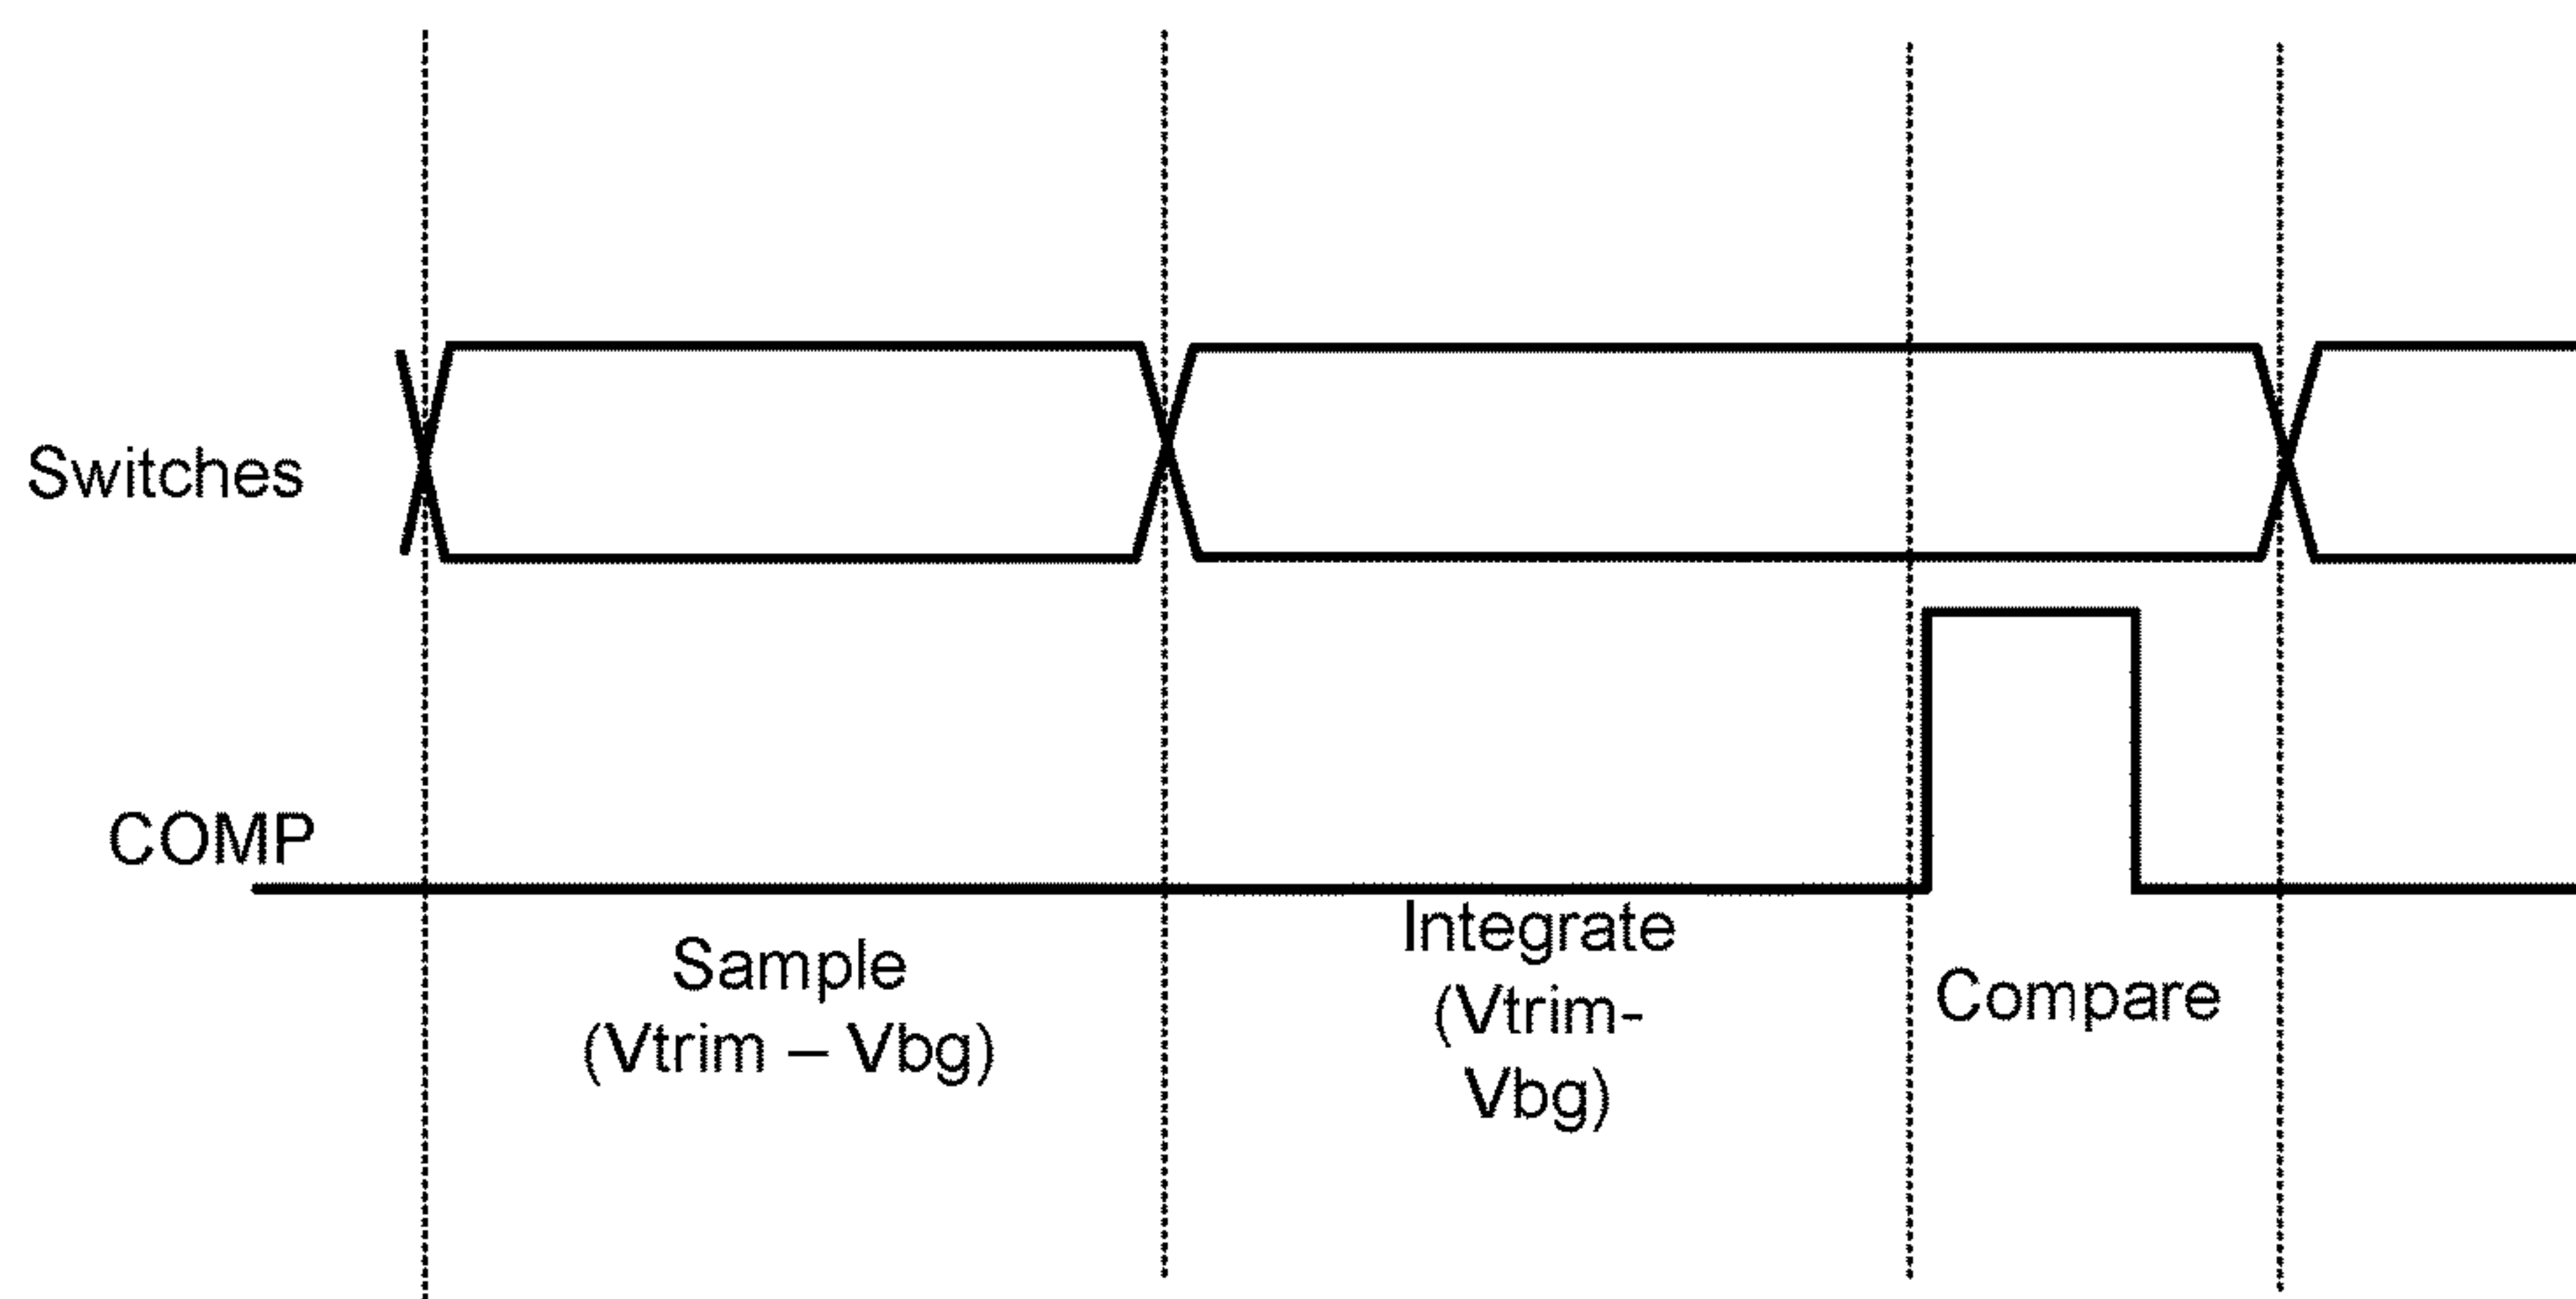 Switches
COMP
Sample
(Vtrim – Vbg)
Integrate
(Vtrim-
Vbg)
Compare